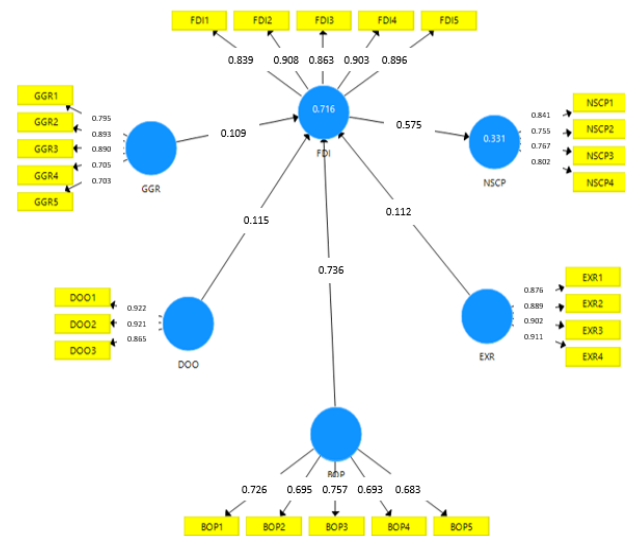 FDI1 FDI2 FDI3 FDI4 FDI5
0.839 0.908 0.863 0.903 0.896
0.716
FDI
GGR1
GGR2
GGR3
GGR4
GGR5
0.795
0.893
0.890
0.705
0.703
GGR
0.109
0.575
0.331
NSCP
0.841
0.755
0.767
0.802
NSCP1
NSCP2
NSCP3
NSCP4
0.115
0.736
0.112
DOO1
DOO2
DOO3
0.922
0.921
0.865
DOO
EXR
0.876
0.889
0.902
0.911
EXR1
EXR2
EXR3
EXR4
BOP
0.726 0.695 0.757 0.693 0.683
BOP1 BOP2 BOP3 BOP4 BOP5